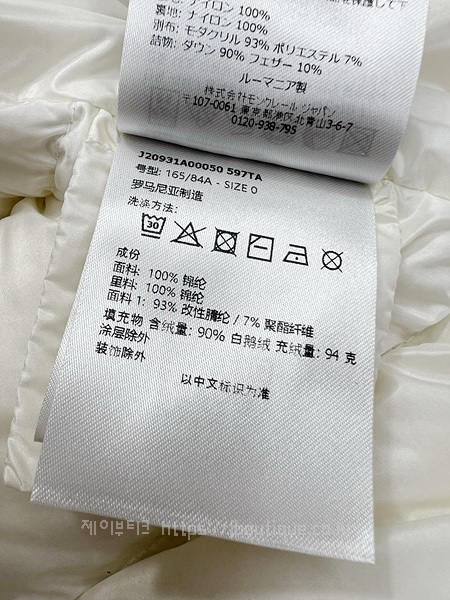 裏地: ナイロン 100%
別布: モダクリル 93% ポリエステル 7%
詰物: ダウン 90% フェザー 10%
ルーマニア製
株式会社モンクレール ジャパン
〒107-0061 東京都港区北青山3-6-7
0120-938-795
J20931A00050 597TA
号型: 165/84A - SIZE 0
罗马尼亚制造
洗涤方法:
30
成份
面料: 100% 锦纶
里料: 100% 锦纶
面料 1: 93% 改性腈纶 / 7% 聚酯纤维
填充物 含绒量: 90% 白鹅绒 充绒量: 94 克
涂层除外
装饰除外
以中文标识为准
제이부티크